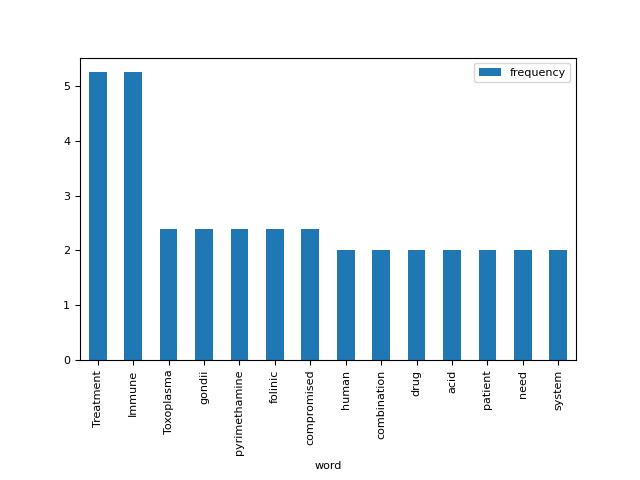 frequency
5
4
3
2
1
0
Treatment
Immune
Toxoplasma
gondii
pyrimethamine
folinic
compromised
human
combination
drug
acid
patient
need
system
word